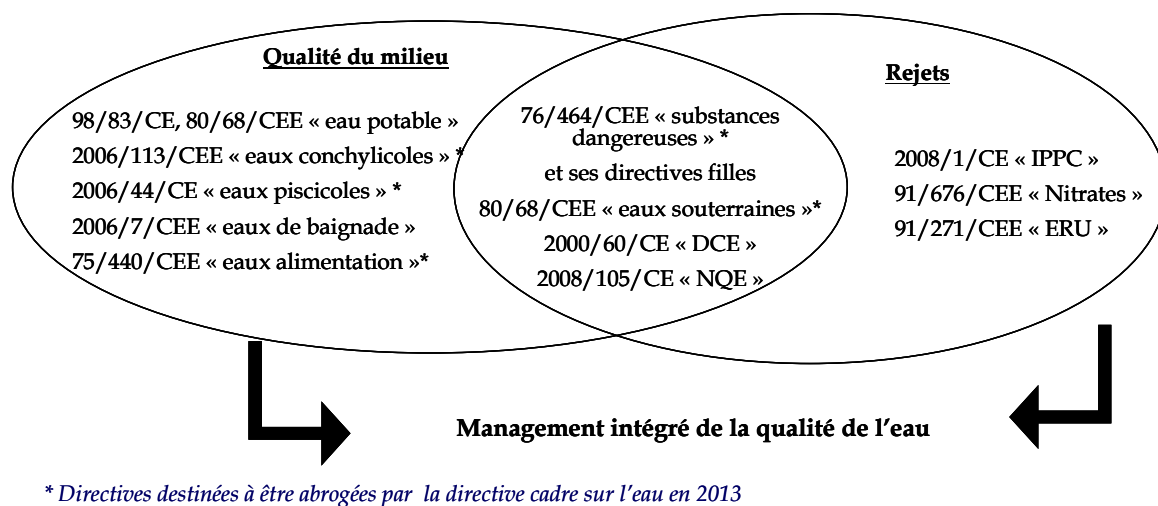 Qualité du milieu
98/83/CE, 80/68/CEE « eau potable »
2006/113/CEE « eaux conchylicoles » *
2006/44/CE « eaux piscicoles » *
2006/7/CEE « eaux de baignade »
75/440/CEE « eaux alimentation »*
76/464/CEE « substances
dangereuses » *
et ses directives filles
80/68/CEE « eaux souterraines »*
2000/60/CE « DCE »
2008/105/CE « NQE »
Rejets
2008/1/CE « IPPC »
91/676/CEE « Nitrates »
91/271/CEE « ERU »
Management intégré de la qualité de l’eau
* Directives destinées à être abrogées par la directive cadre sur l’eau en 2013